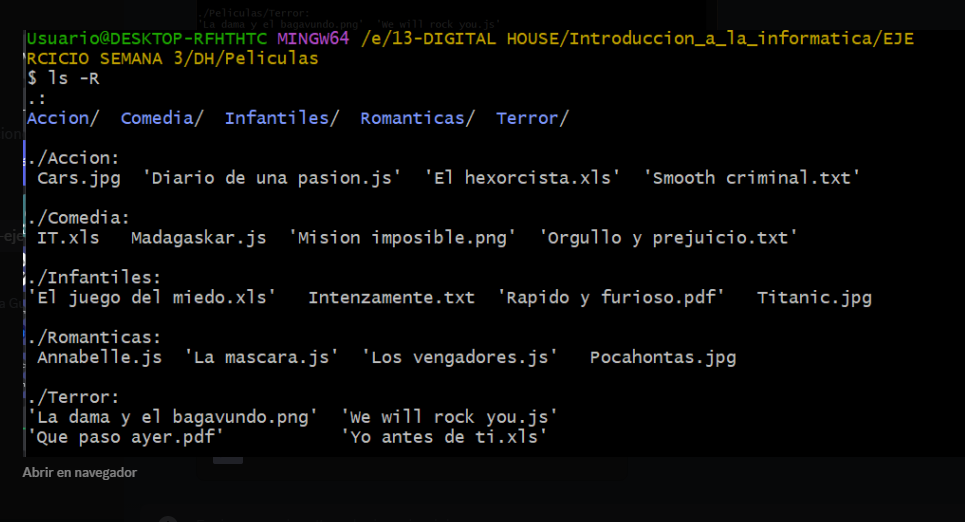 ./Peliculas/Terror:
'La dama y el bagavundo.png' 'We will rock you.js'
Usuario@DESKTOP-RFHTHTC MINGW64 /e/13-DIGITAL HOUSE/Introduccion_a_la_informatica/EJE
RCICIO SEMANA 3/DH/Peliculas
$ ls -R
.:
Accion/  Comedia/  Infantiles/  Romanticas/  Terror/
./Accion:
Cars.jpg  'Diario de una pasion.js'  'El hexorcista.xls'  'Smooth criminal.txt'
./Comedia:
IT.xls   Madagaskar.js  'Mision imposible.png'  'Orgullo y prejuicio.txt'
./Infantiles:
'El juego del miedo.xls'   Intenzamente.txt  'Rapido y furioso.pdf'   Titanic.jpg
./Romanticas:
Annabelle.js  'La mascara.js'  'Los vengadores.js'   Pocahontas.jpg
./Terror:
'La dama y el bagavundo.png'  'We will rock you.js'
'Que paso ayer.pdf'           'Yo antes de ti.xls'
Abrir en navegador